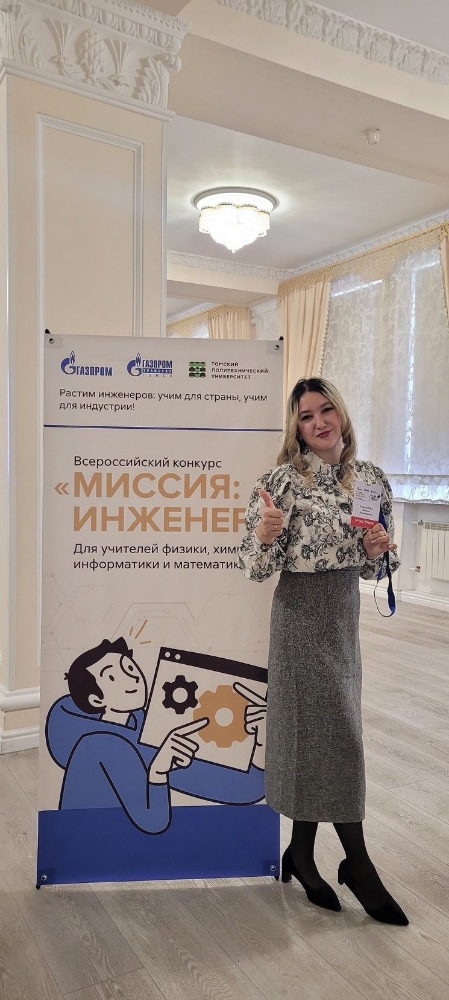 ГАЗПРОМ
ГАЗПРОМ
ТРАНСГАЗ
ТОМСК
ТОМСКИЙ
ПОЛИТЕХНИЧЕСКИЙ
УНИВЕРСИТЕТ
Растим инженеров: учим для страны, учим
для индустрии!
Всероссийский конкурс
«МИССИЯ:
ИНЖЕНЕР
Для учителей физики, хими
информатики и математик
УЧАСТНИК